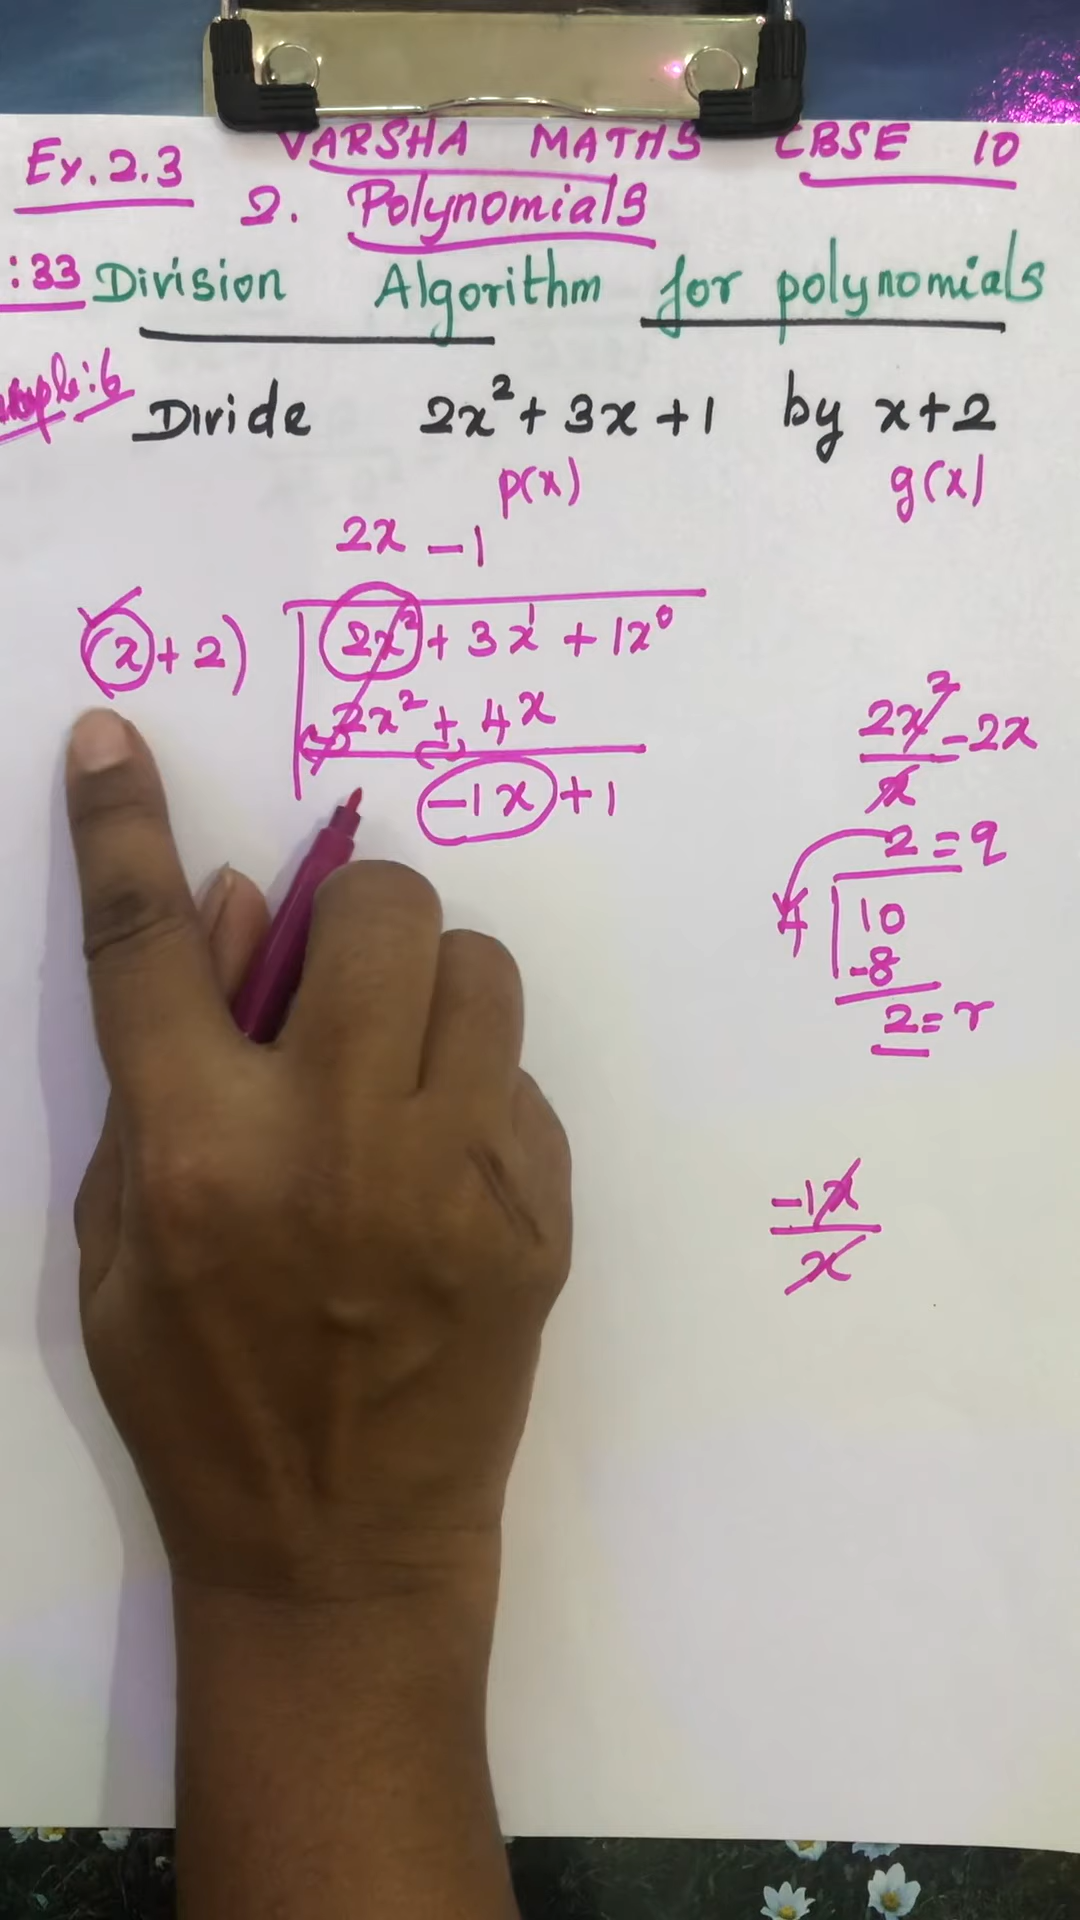 VARSHA MATHS CBSE 10
Ex. 2.3
2. Polynomials
:33 Division Algorithm for polynomials
:6 Divide 2x² + 3x + 1 by x+2
p(x) g(x)
2x - 1
x + 2) 2x² + 3x¹ + 1x⁰
2x² + 4x
(-) (-)
-1x + 1
2x²/x - 2x
2 = q
4 10
-8
2 = r
-1x/x